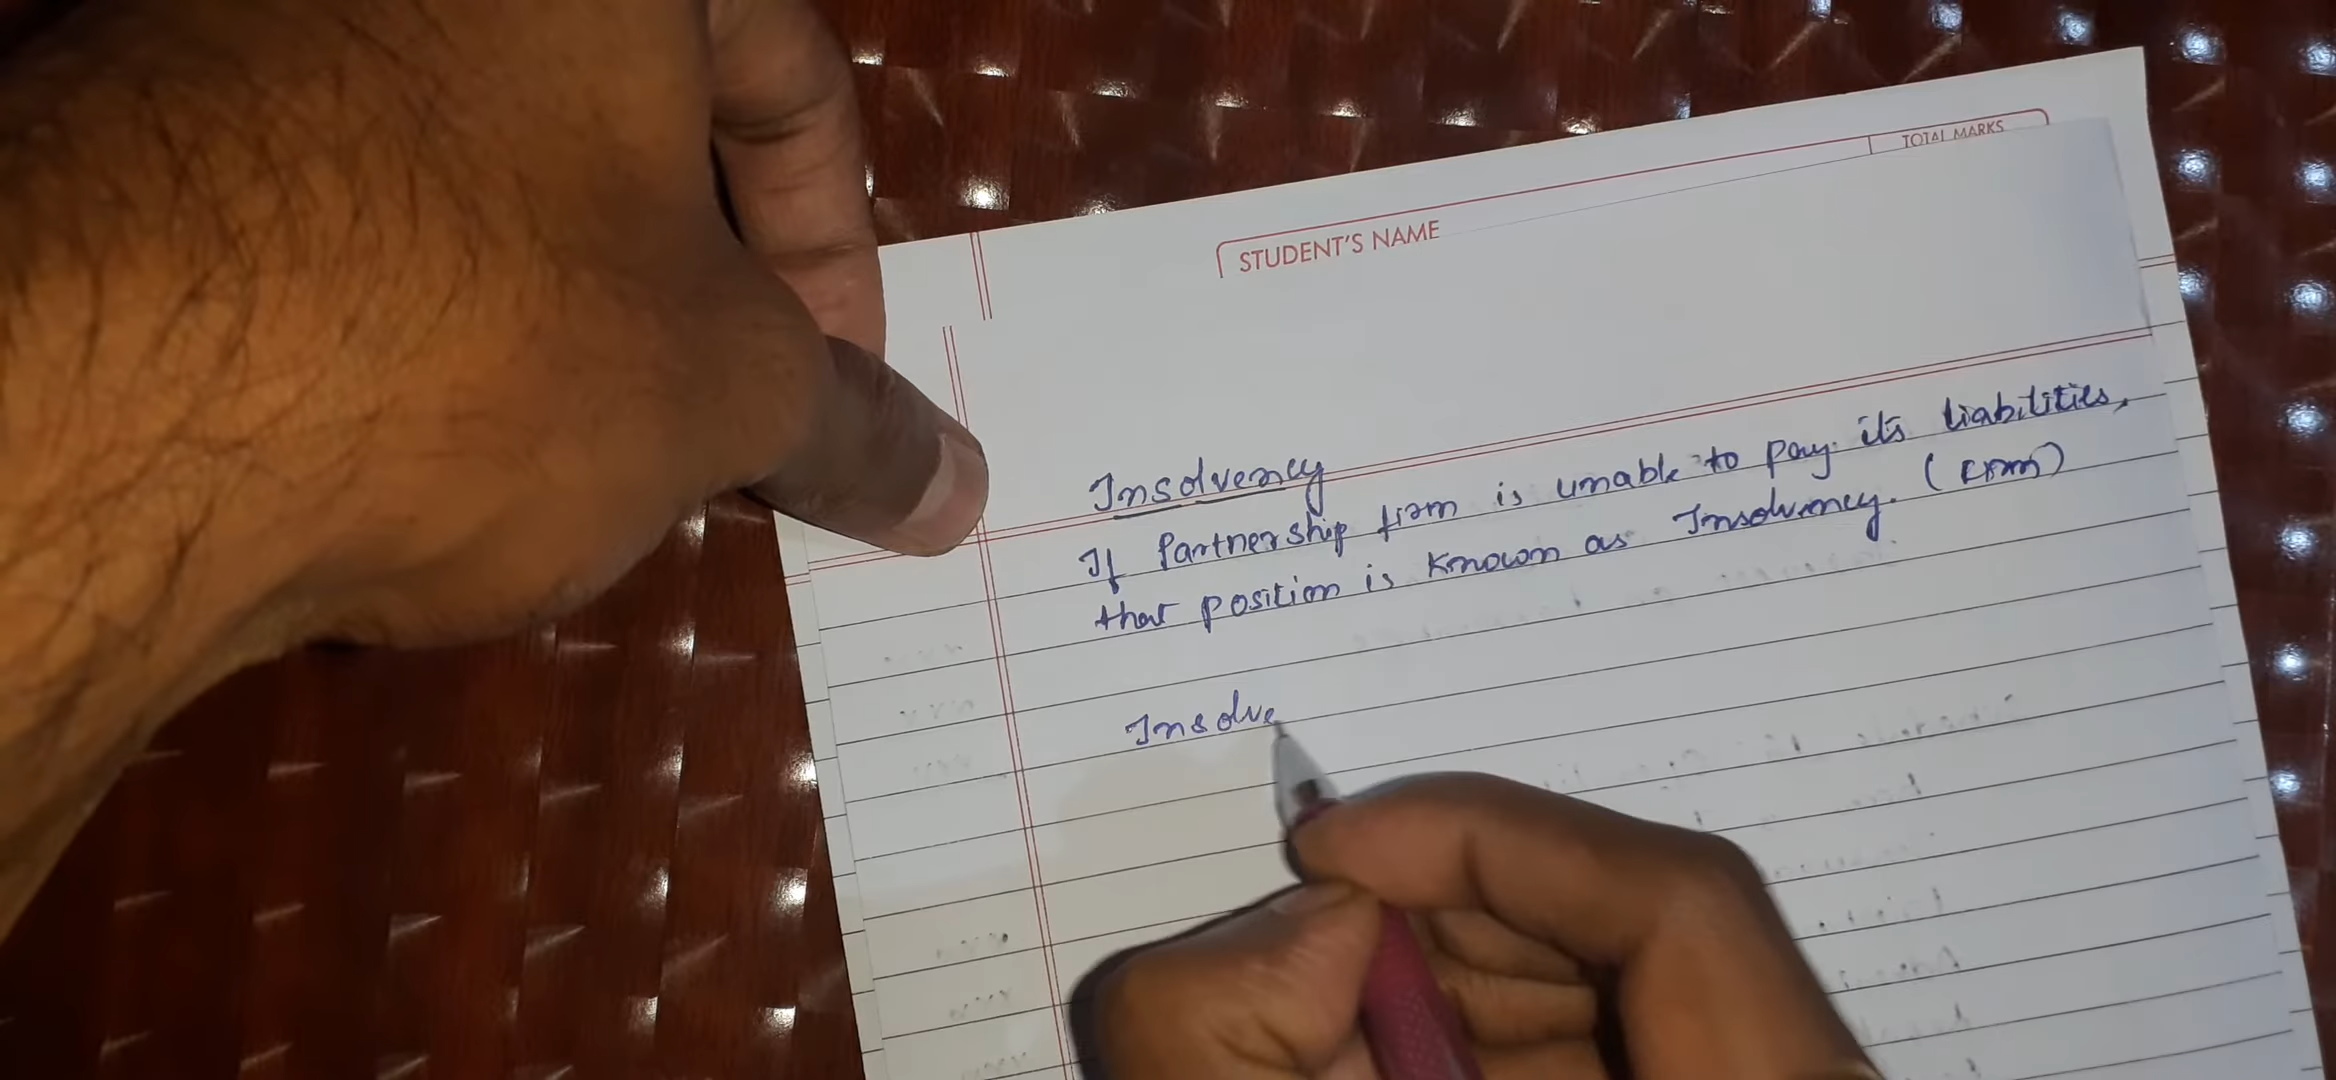 TOTAL MARKS
STUDENT'S NAME
Insolvency
If Partnership firm is unable to pay its liabilities,
that position is known as Insolvency. (Firm)
Insolve